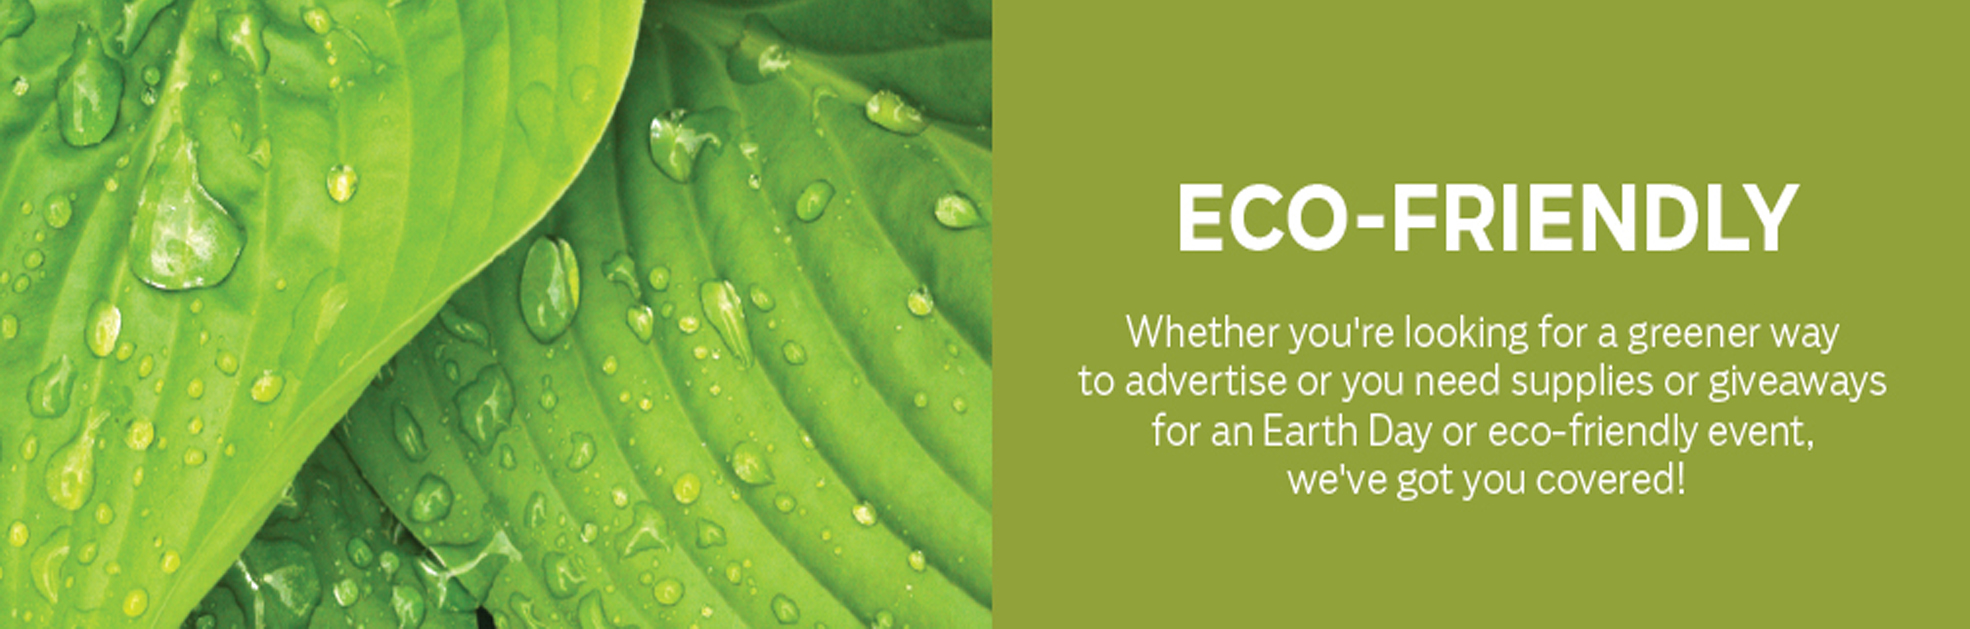 ECO-FRIENDLY
Whether you're looking for a greener way
to advertise or you need supplies or giveaways
for an Earth Day or eco-friendly event,
we've got you covered!